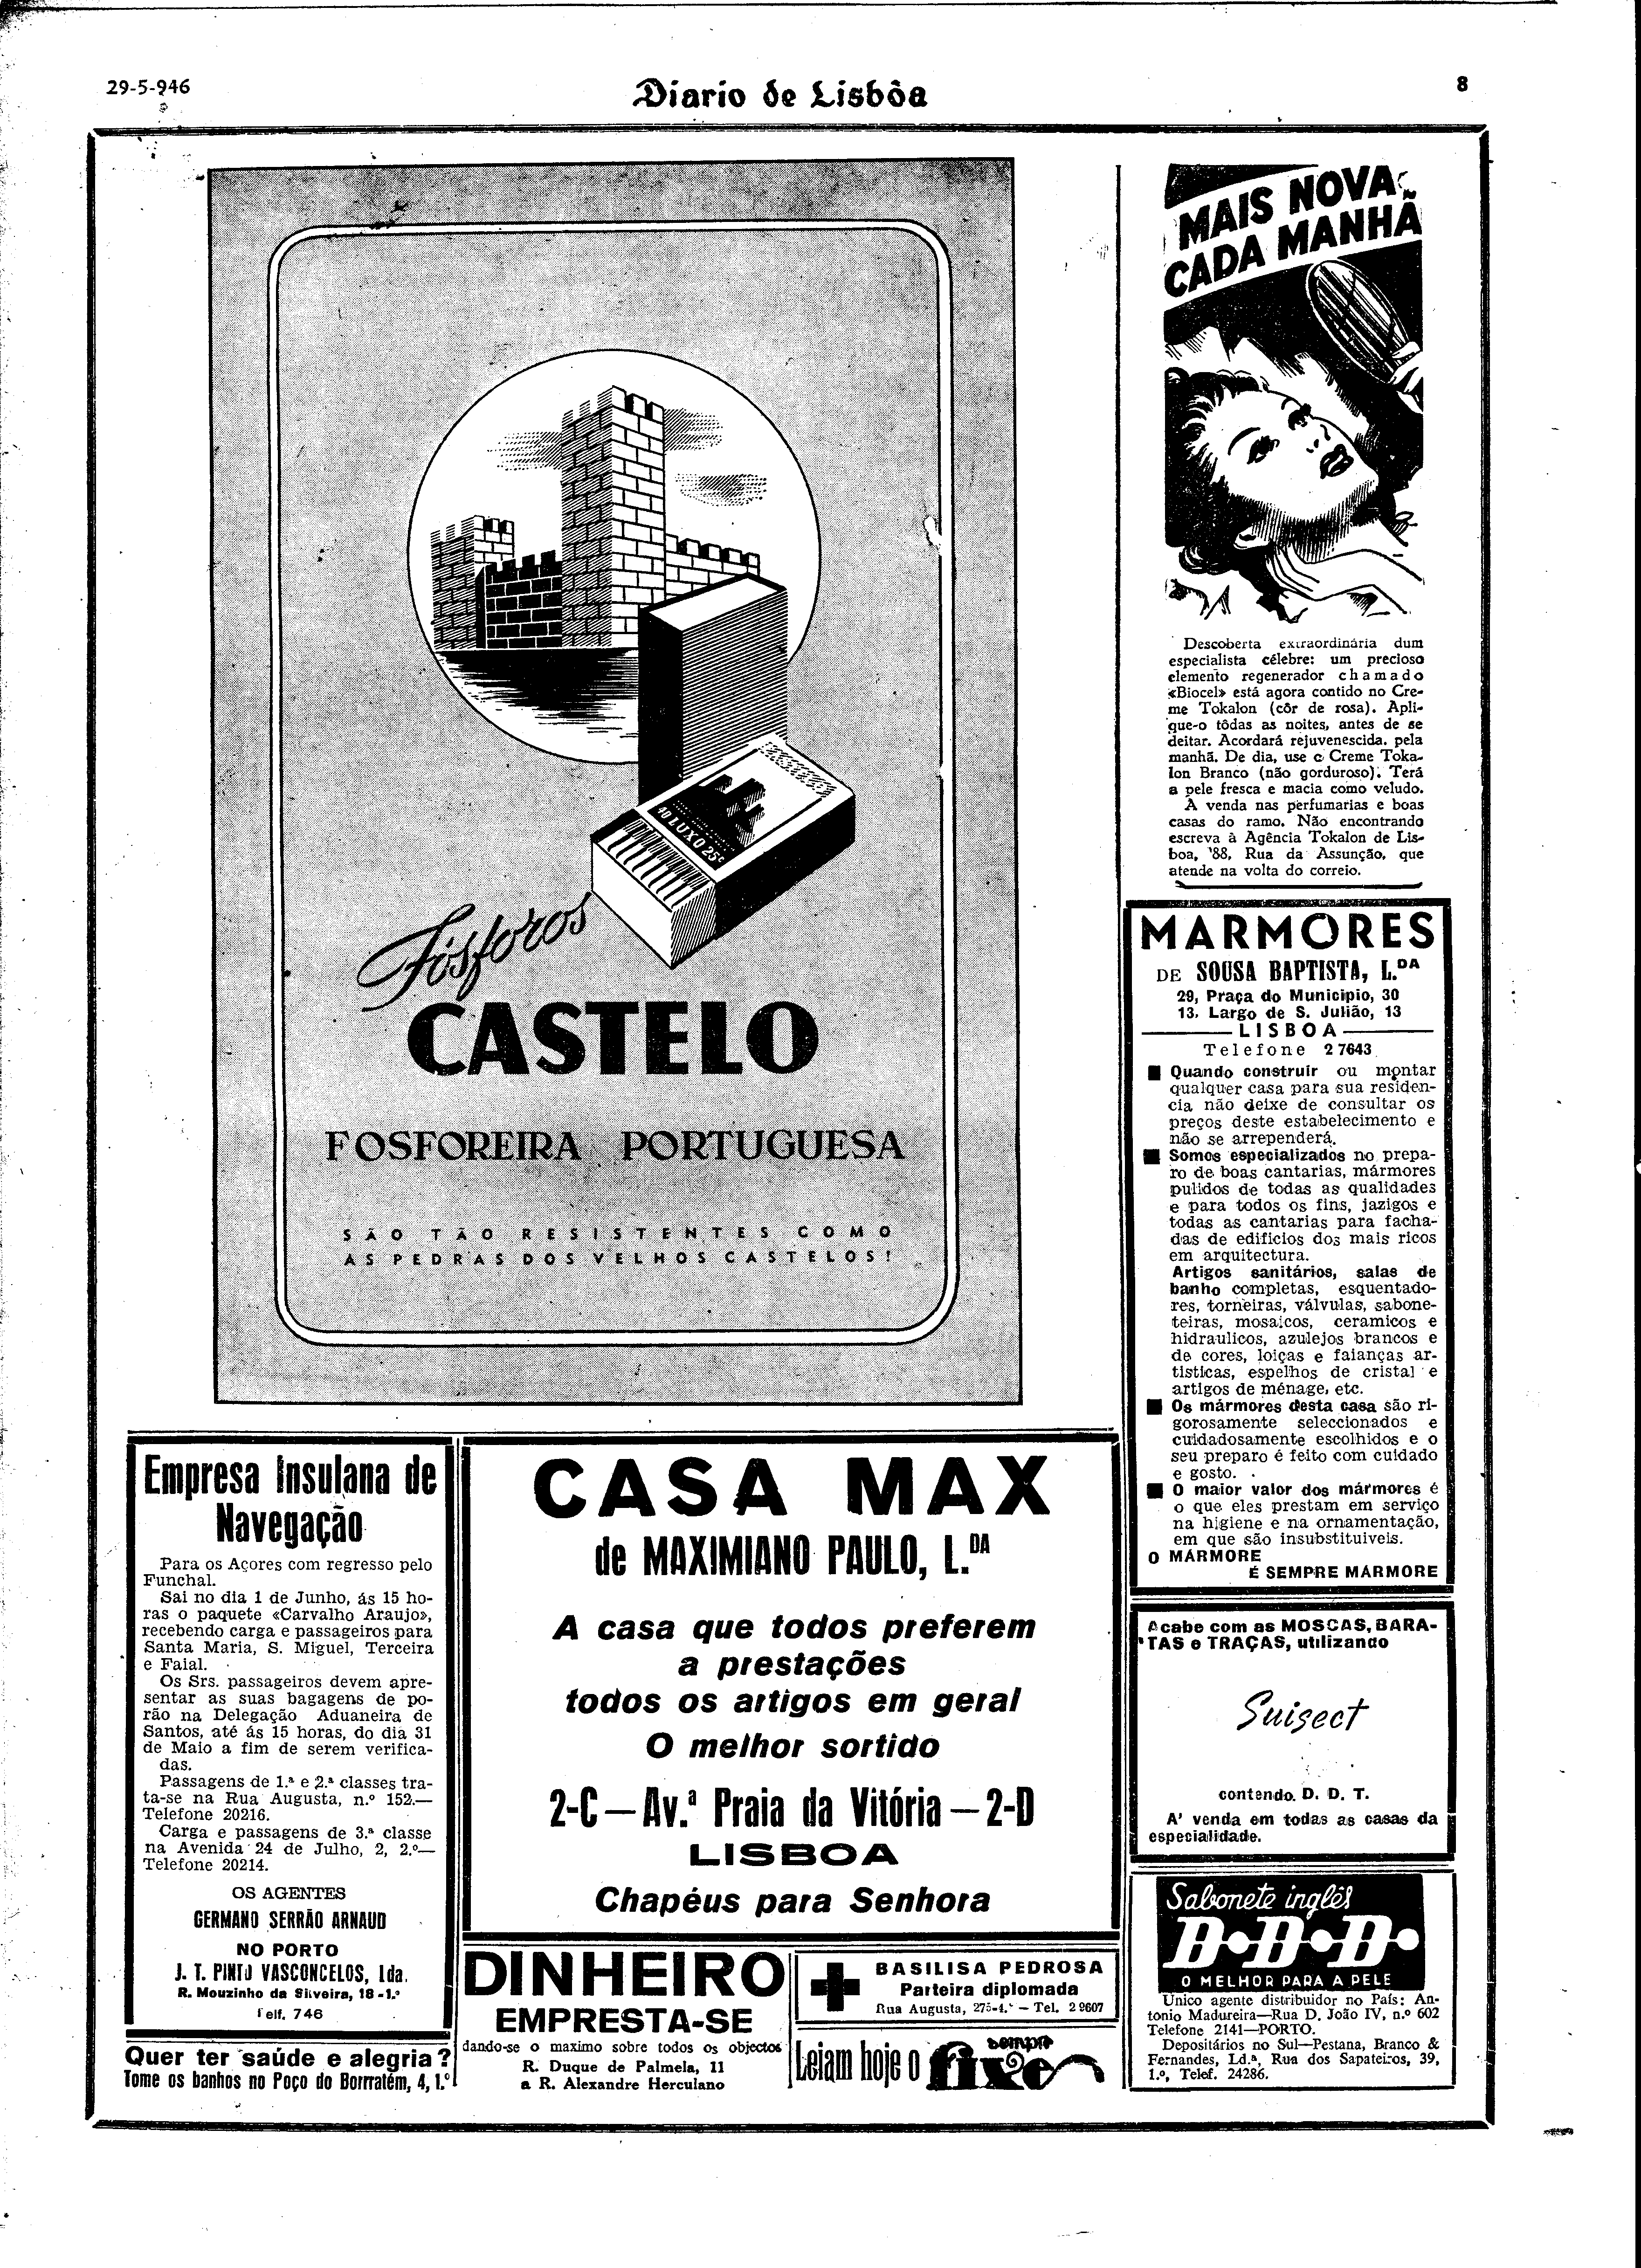 29-5-946
Diario de Lisbôa
8
40 LUXO 25c
Fósforos
CASTELO
FOSFOREIRA PORTUGUESA
SÃO TÃO RESISTENTES COMO
AS PEDRAS DOS VELHOS CASTELOS!
MAIS NOVA
CADA MANHÃ
Descoberta extraordinária dum
especialista célebre: um precioso
elemento regenerador chamado
«Biocel» está agora contido no Cre-
me Tokalon (côr de rosa). Apli-
que-o tôdas as noites, antes de se
deitar. Acordará rejuvenescida, pela
manhã. De dia, use o Creme Toka-
lon Branco (não gorduroso). Terá
a pele fresca e macia como veludo.
À venda nas perfumarias e boas
casas do ramo. Não encontrando
escreva à Agência Tokalon de Lis-
boa, 88, Rua da Assunção, que
atende na volta do correio.
MARMORES
DE SOUSA BAPTISTA, L.DA
29, Praça do Municipio, 30
13, Largo de S. Julião, 13
LISBOA
Telefone 2 7643
Quando construir ou montar
qualquer casa para sua residen-
cia não deixe de consultar os
preços deste estabelecimento e
não se arrependerá.
Somos especializados no prepa-
ro de boas cantarias, mármores
pulidos de todas as qualidades
e para todos os fins, jazigos e
todas as cantarias para facha-
das de edificios dos mais ricos
em arquitectura.
Artigos sanitários, salas de
banho completas, esquentado-
res, torneiras, válvulas, sabone-
teiras, mosaicos, ceramicos e
hidraulicos, azulejos brancos e
de cores, loiças e faianças ar-
tisticas, espelhos de cristal e
artigos de ménage, etc.
Os mármores desta casa são ri-
gorosamente seleccionados e
cuidadosamente escolhidos e o
seu preparo é feito com cuidado
e gosto.
O maior valor dos mármores é
o que eles prestam em serviço
na higiene e na ornamentação,
em que são insubstituiveis.
O MARMORE
É SEMPRE MARMORE
Acabe com as MOSCAS, BARA-
TAS e TRAÇAS, utilizando
Suisect
contendo D. D. T.
A' venda em todas as casas da
especialidade.
Sabonete inglês
D•D•D•
O MELHOR PARA A PELE
Unico agente distribuidor no País: An-
tonio Madureira—Rua D. João IV, n.º 602
Telefone 2141—PORTO.
Depositários no Sul—Pestana, Branco &
Fernandes, Ld.ª, Rua dos Sapateiros, 39,
1.º, Telef. 24286.
Empresa Insulana de
Navegação
Para os Açores com regresso pelo
Funchal.
Sai no dia 1 de Junho, ás 15 ho-
ras o paquete «Carvalho Araujo»,
recebendo carga e passageiros para
Santa Maria, S. Miguel, Terceira
e Faial.
Os Srs. passageiros devem apre-
sentar as suas bagagens de po-
rão na Delegação Aduaneira de
Santos, até ás 15 horas, do dia 31
de Maio a fim de serem verifica-
das.
Passagens de 1.ª e 2.ª classes tra-
ta-se na Rua Augusta, n.º 152.—
Telefone 20216.
Carga e passagens de 3.ª classe
na Avenida 24 de Julho, 2, 2.º—
Telefone 20214.
OS AGENTES
GERMANO SERRÃO ARNAUD
NO PORTO
J. T. PINTO VASCONCELOS, lda.
R. Mouzinho da Silveira, 18-1.º
Telf. 746
Quer ter saúde e alegria?
Tome os banhos no Poço do Borrratém, 4, 1.º
CASA MAX
de MAXIMIANO PAULO, L.DA
A casa que todos preferem
a prestações
todos os artigos em geral
O melhor sortido
2-C — Av.ª Praia da Vitória — 2-D
LISBOA
Chapéus para Senhora
DINHEIRO
EMPRESTA-SE
dando-se o maximo sobre todos os objectos
R. Duque de Palmela, 11
a R. Alexandre Herculano
BASILISA PEDROSA
Parteira diplomada
Rua Augusta, 275-4.º — Tel. 2 9607
Leiam hoje o
sempre
fixe